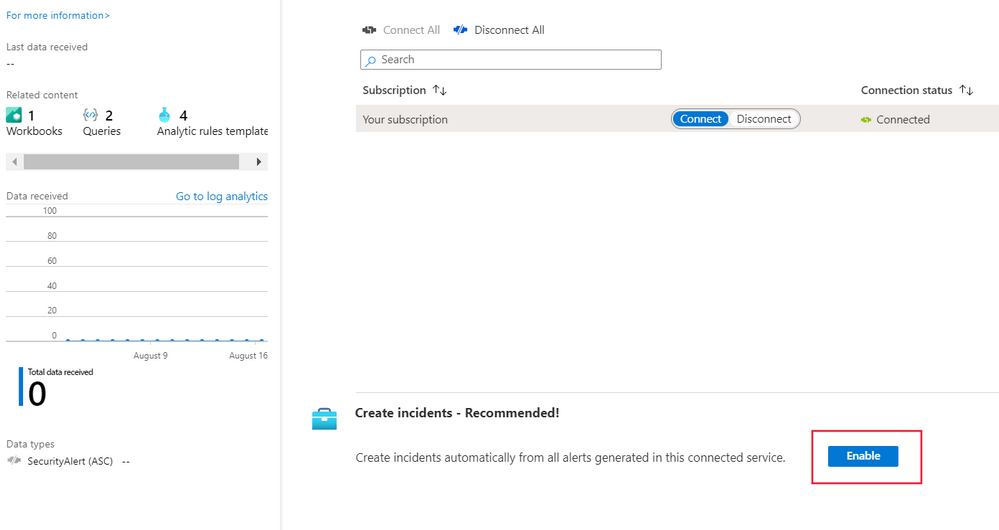 For more information>
Last data received
--
Related content
1 2 4
Workbooks Queries Analytic rules template
Data received Go to log analytics
100
80
60
40
20
0
August 9 August 16
Total data received
0
Data types
SecurityAlert (ASC) --
Connect All Disconnect All
Search
Subscription Connection status
Your subscription Connect Disconnect Connected
Create incidents - Recommended!
Create incidents automatically from all alerts generated in this connected service. Enable